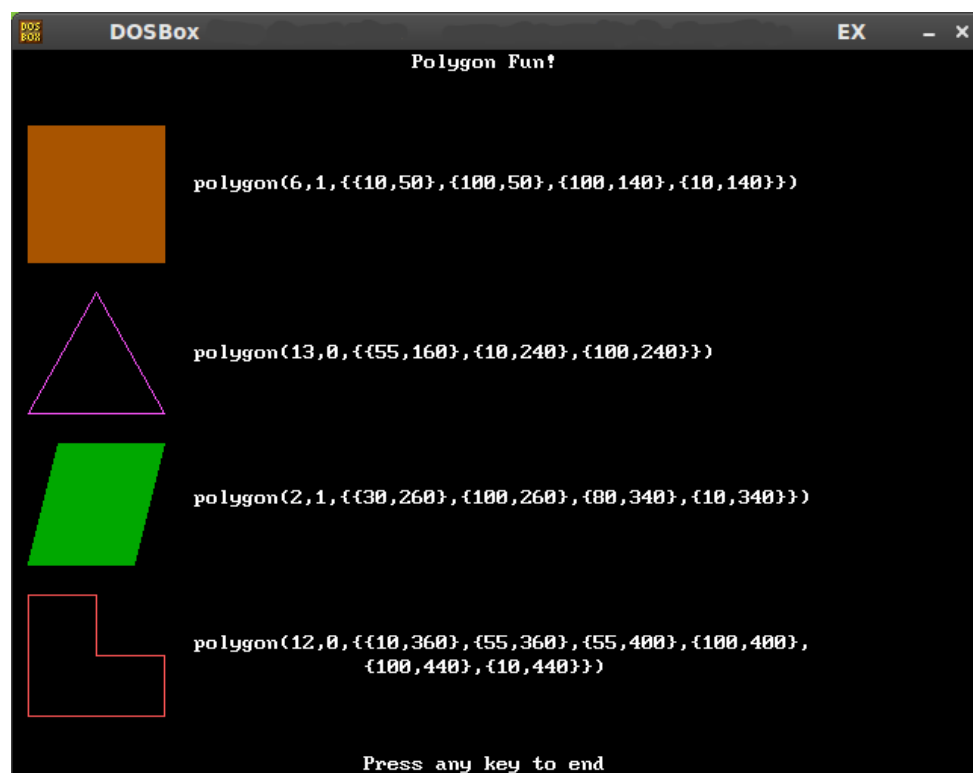 DOS BOX
DOSBox EX
Polygon Fun!
polygon(6,1,{{10,50},{100,50},{100,140},{10,140}})
polygon(13,0,{{55,160},{10,240},{100,240}})
polygon(2,1,{{30,260},{100,260},{80,340},{10,340}})
polygon(12,0,{{10,360},{55,360},{55,400},{100,400},
{100,440},{10,440}})
Press any key to end